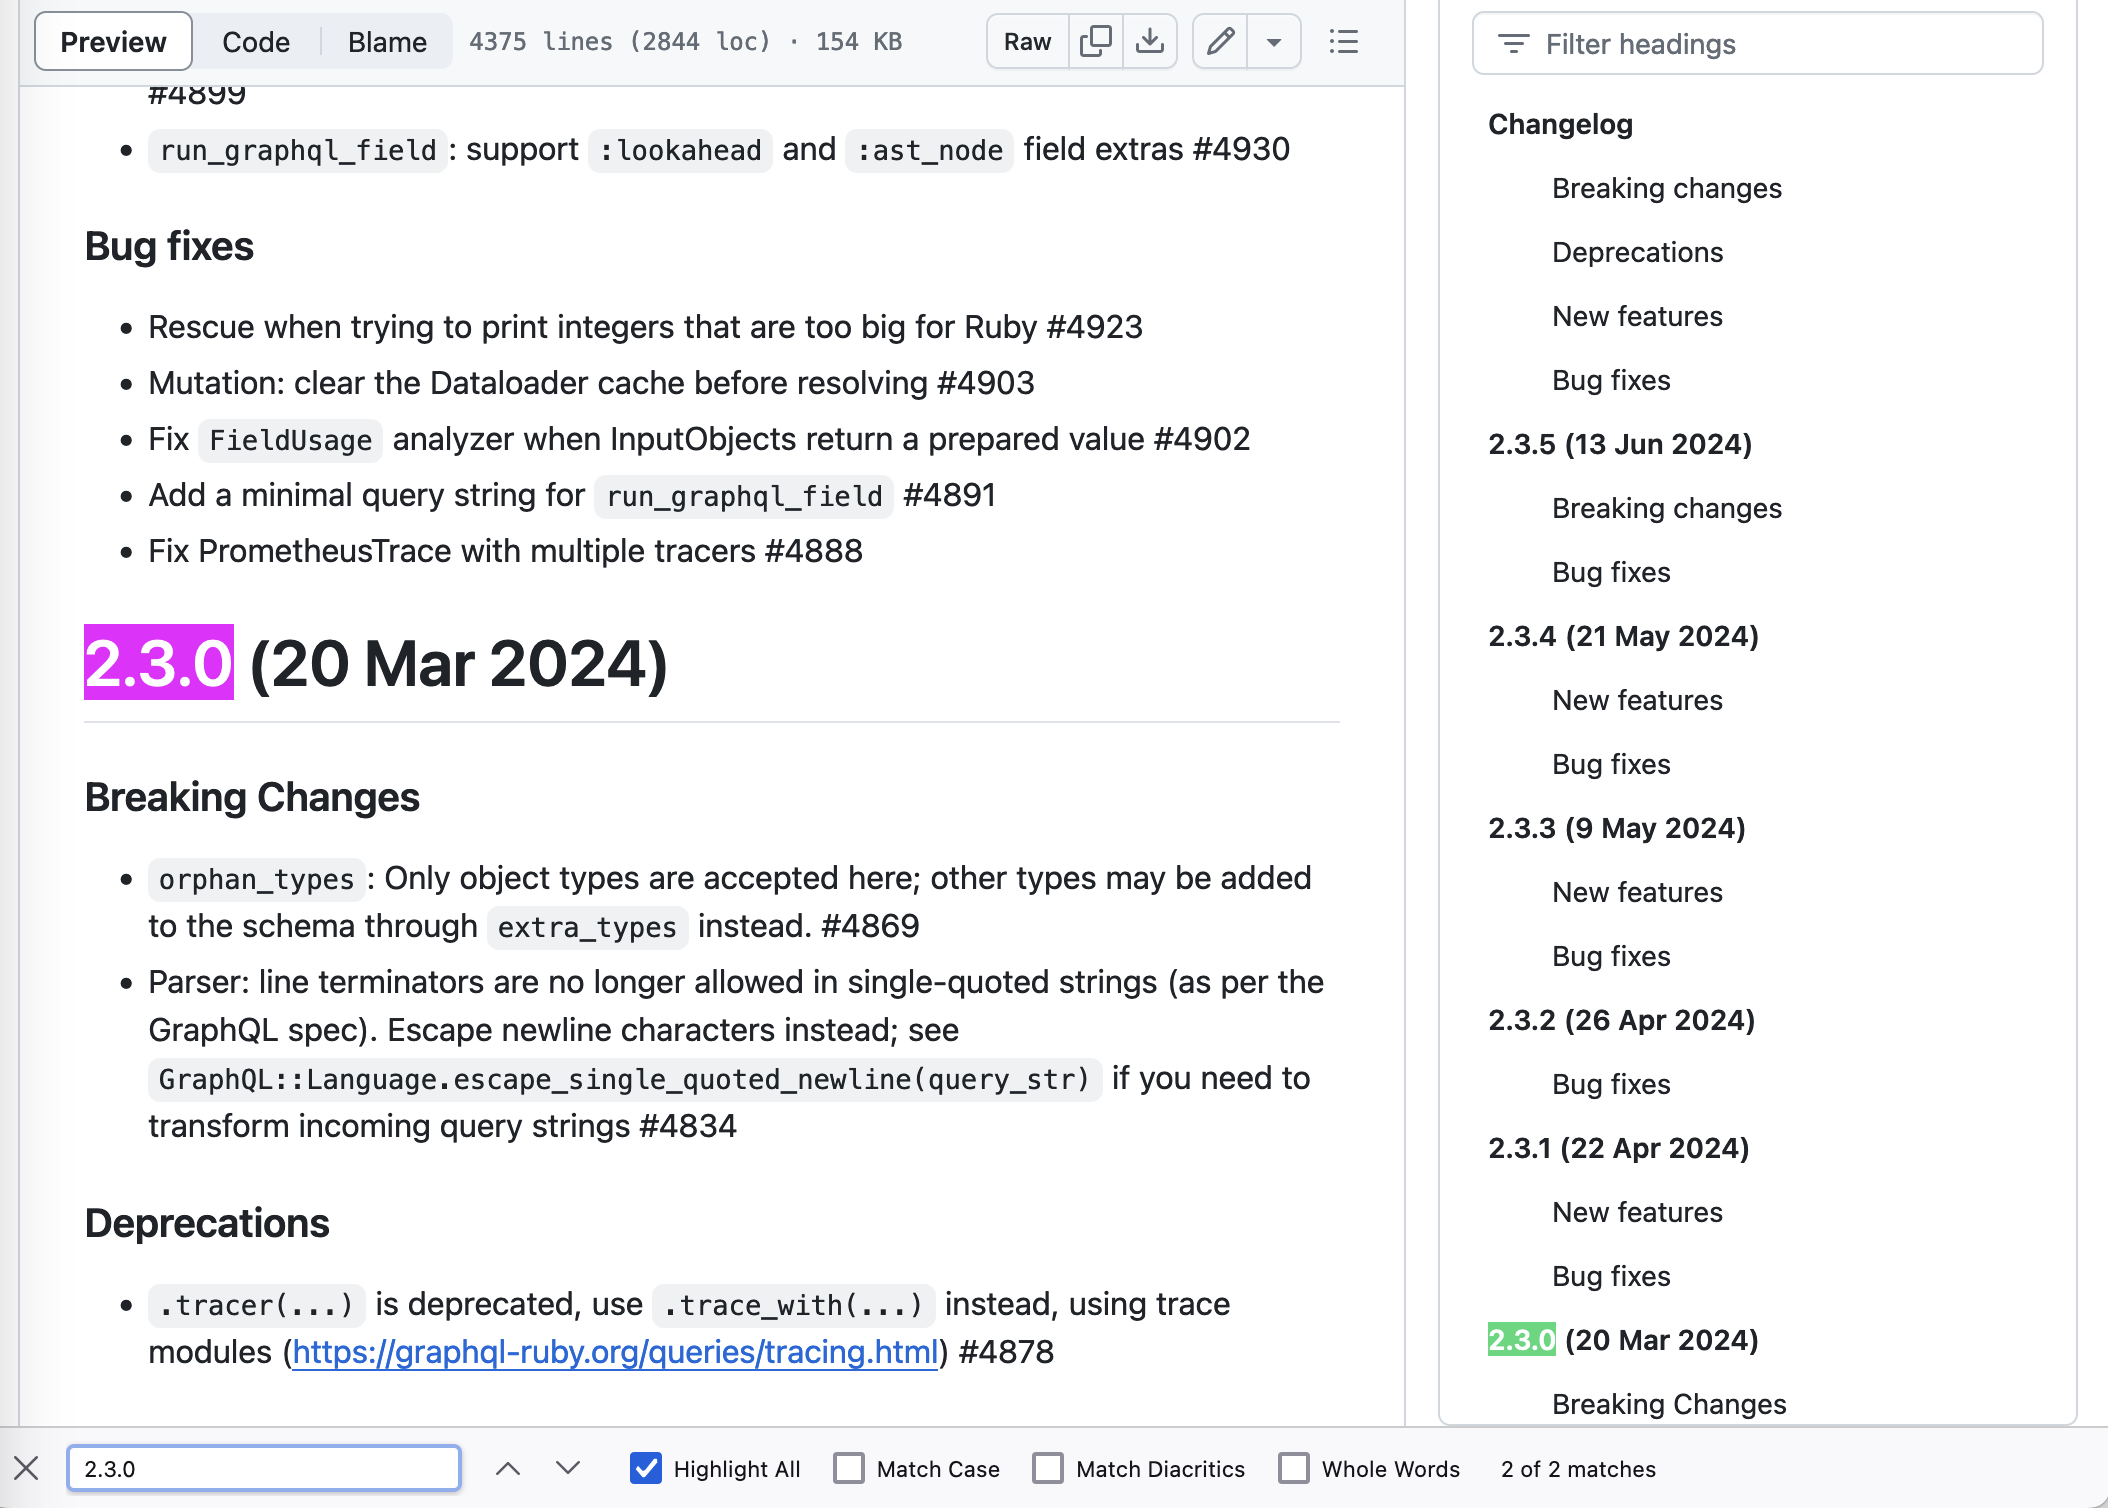 Preview Code Blame 4375 lines (2844 loc) · 154 KB Raw
#4899
• run_graphql_field: support :lookahead and :ast_node field extras #4930
Bug fixes
• Rescue when trying to print integers that are too big for Ruby #4923
• Mutation: clear the Dataloader cache before resolving #4903
• Fix FieldUsage analyzer when InputObjects return a prepared value #4902
• Add a minimal query string for run_graphql_field #4891
• Fix PrometheusTrace with multiple tracers #4888
2.3.0 (20 Mar 2024)
Breaking Changes
• orphan_types: Only object types are accepted here; other types may be added
to the schema through extra_types instead. #4869
• Parser: line terminators are no longer allowed in single-quoted strings (as per the
GraphQL spec). Escape newline characters instead; see
GraphQL::Language.escape_single_quoted_newline(query_str) if you need to
transform incoming query strings #4834
Deprecations
• .tracer(...) is deprecated, use .trace_with(...) instead, using trace
modules (https://graphql-ruby.org/queries/tracing.html) #4878
Filter headings
Changelog
Breaking changes
Deprecations
New features
Bug fixes
2.3.5 (13 Jun 2024)
Breaking changes
Bug fixes
2.3.4 (21 May 2024)
New features
Bug fixes
2.3.3 (9 May 2024)
New features
Bug fixes
2.3.2 (26 Apr 2024)
Bug fixes
2.3.1 (22 Apr 2024)
New features
Bug fixes
2.3.0 (20 Mar 2024)
Breaking Changes
2.3.0 Highlight All Match Case Match Diacritics Whole Words 2 of 2 matches